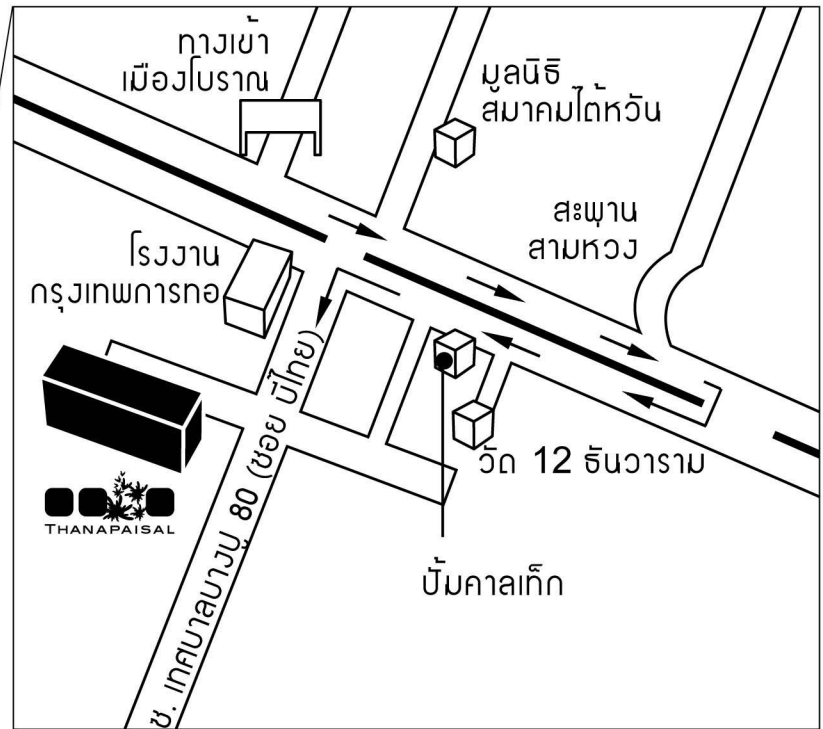 ทางเข้า
เมืองโบราณ
มูลนิธิ
สมาคมไต้หวัน
สะพาน
สามห่วง
โรงงาน
กรุงเทพการทอ
THANAPAISAL
ซ. เทศบาลบางปู 80 (ซอย บีไทย)
วัด 12 ธันวาราม
ปั้มคาลเท็ก